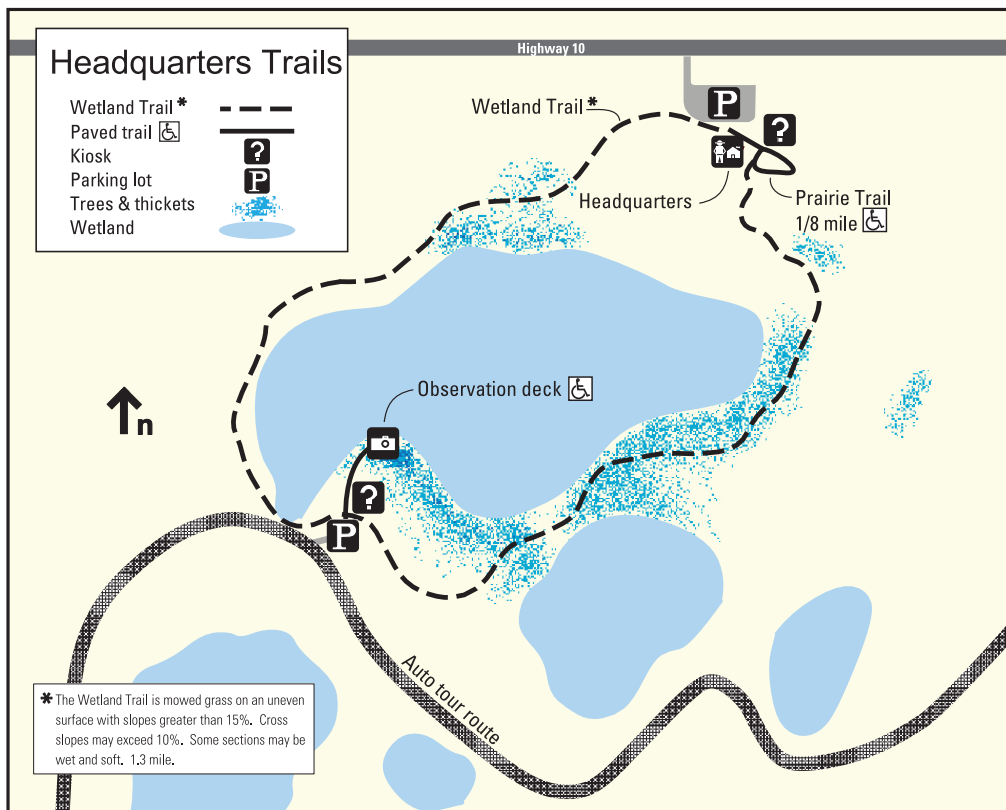 Highway 10
Headquarters Trails
Wetland Trail *
Paved trail
Kiosk
?
Parking lot
P
Trees & thickets
Wetland
Wetland Trail *
P
?
Headquarters
Prairie Trail
1/8 mile
Observation deck
n
?
P
Auto tour route
* The Wetland Trail is mowed grass on an uneven
surface with slopes greater than 15%. Cross
slopes may exceed 10%. Some sections may be
wet and soft. 1.3 mile.